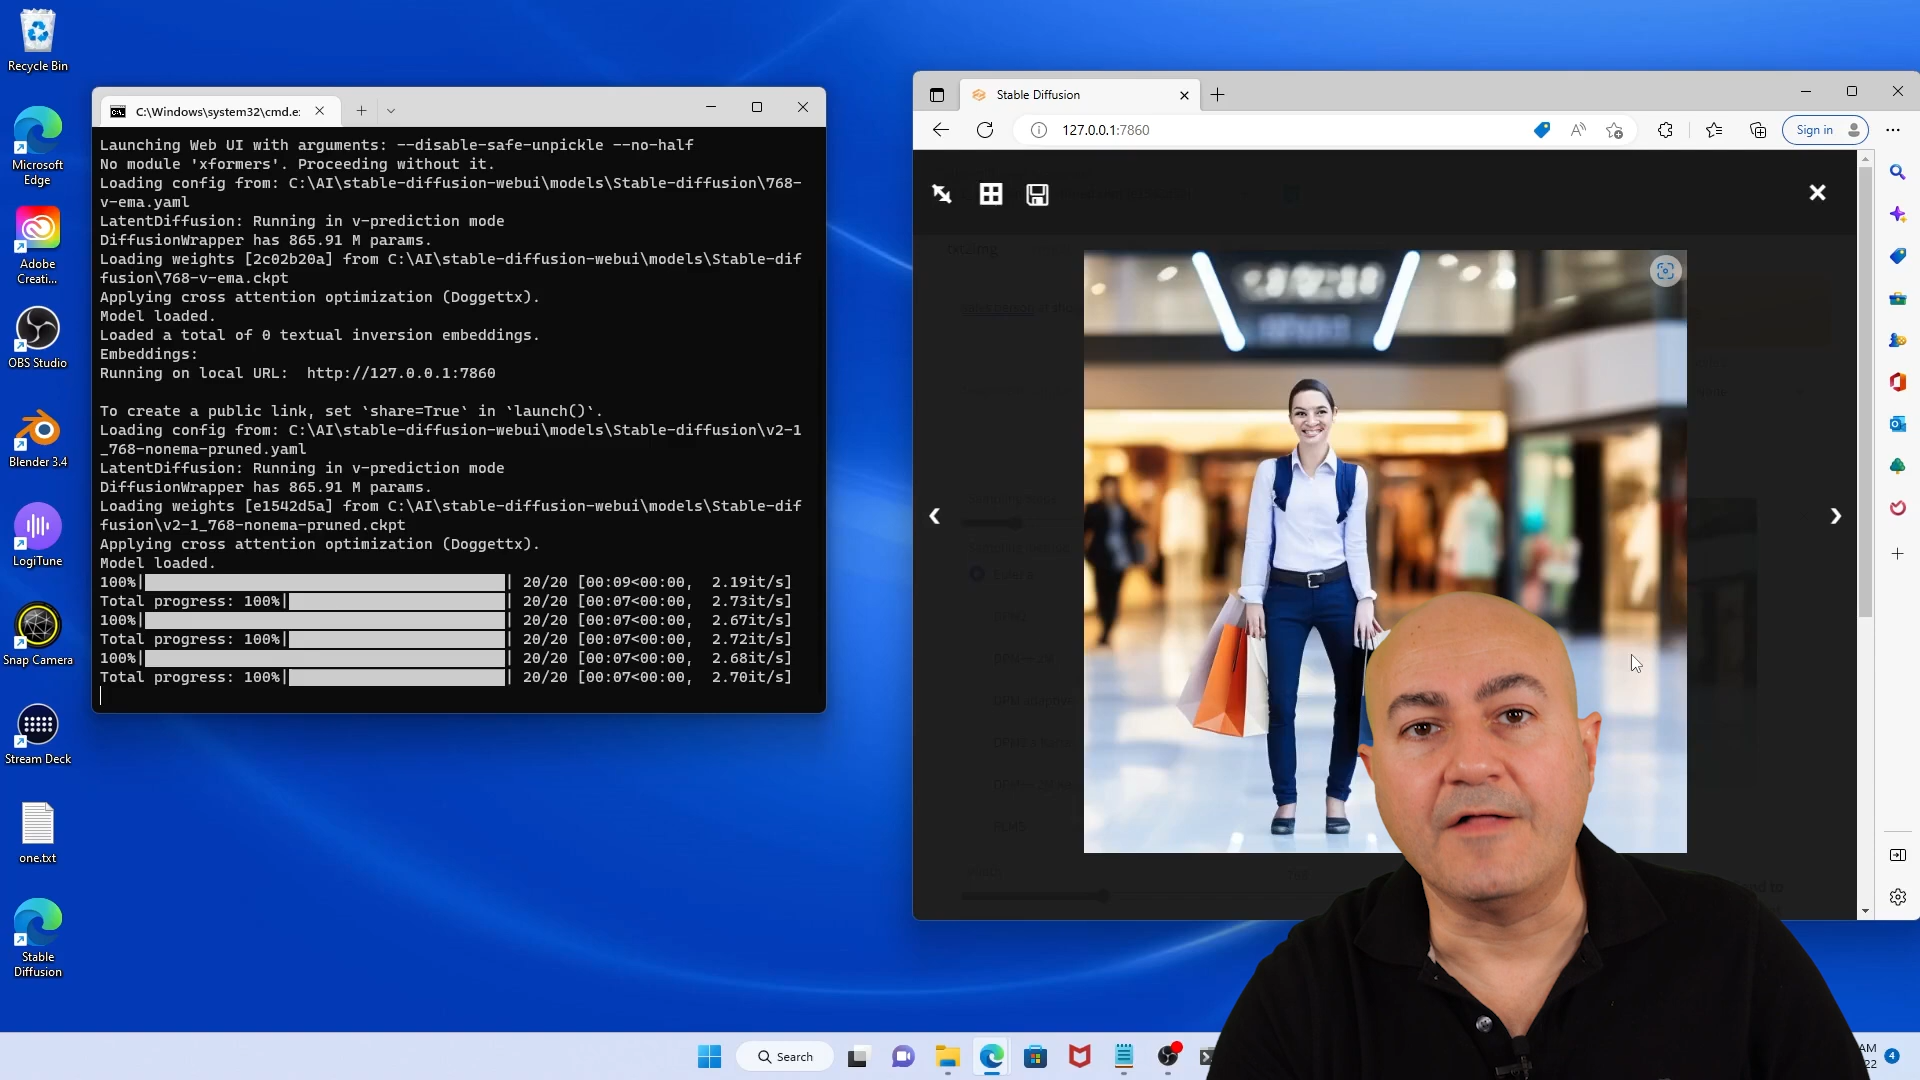 Recycle Bin
Microsoft
Edge
Adobe
Creati...
OBS Studio
Blender 3.4
LogiTune
Snap Camera
Stream Deck
one.txt
Stable
Diffusion
C:\Windows\system32\cmd.e:
Launching Web UI with arguments: --disable-safe-unpickle --no-half
No module 'xformers'. Proceeding without it.
Loading config from: C:\AI\stable-diffusion-webui\models\Stable-diffusion\768-
v-ema.yaml
LatentDiffusion: Running in v-prediction mode
DiffusionWrapper has 865.91 M params.
Loading weights [2c02b20a] from C:\AI\stable-diffusion-webui\models\Stable-dif
fusion\768-v-ema.ckpt
Applying cross attention optimization (Doggettx).
Model loaded.
Loaded a total of 0 textual inversion embeddings.
Embeddings:
Running on local URL:  http://127.0.0.1:7860
To create a public link, set `share=True` in `launch()`.
Loading config from: C:\AI\stable-diffusion-webui\models\Stable-diffusion\v2-1
_768-nonema-pruned.yaml
LatentDiffusion: Running in v-prediction mode
DiffusionWrapper has 865.91 M params.
Loading weights [e1542d5a] from C:\AI\stable-diffusion-webui\models\Stable-dif
fusion\v2-1_768-nonema-pruned.ckpt
Applying cross attention optimization (Doggettx).
Model loaded.
100%| | 20/20 [00:09<00:00,  2.19it/s]
Total progress: 100%| | 20/20 [00:07<00:00,  2.73it/s]
100%| | 20/20 [00:07<00:00,  2.67it/s]
Total progress: 100%| | 20/20 [00:07<00:00,  2.72it/s]
100%| | 20/20 [00:07<00:00,  2.68it/s]
Total progress: 100%| | 20/20 [00:07<00:00,  2.70it/s]
Stable Diffusion
127.0.0.1:7860
Sign in
Search
AM
22
4